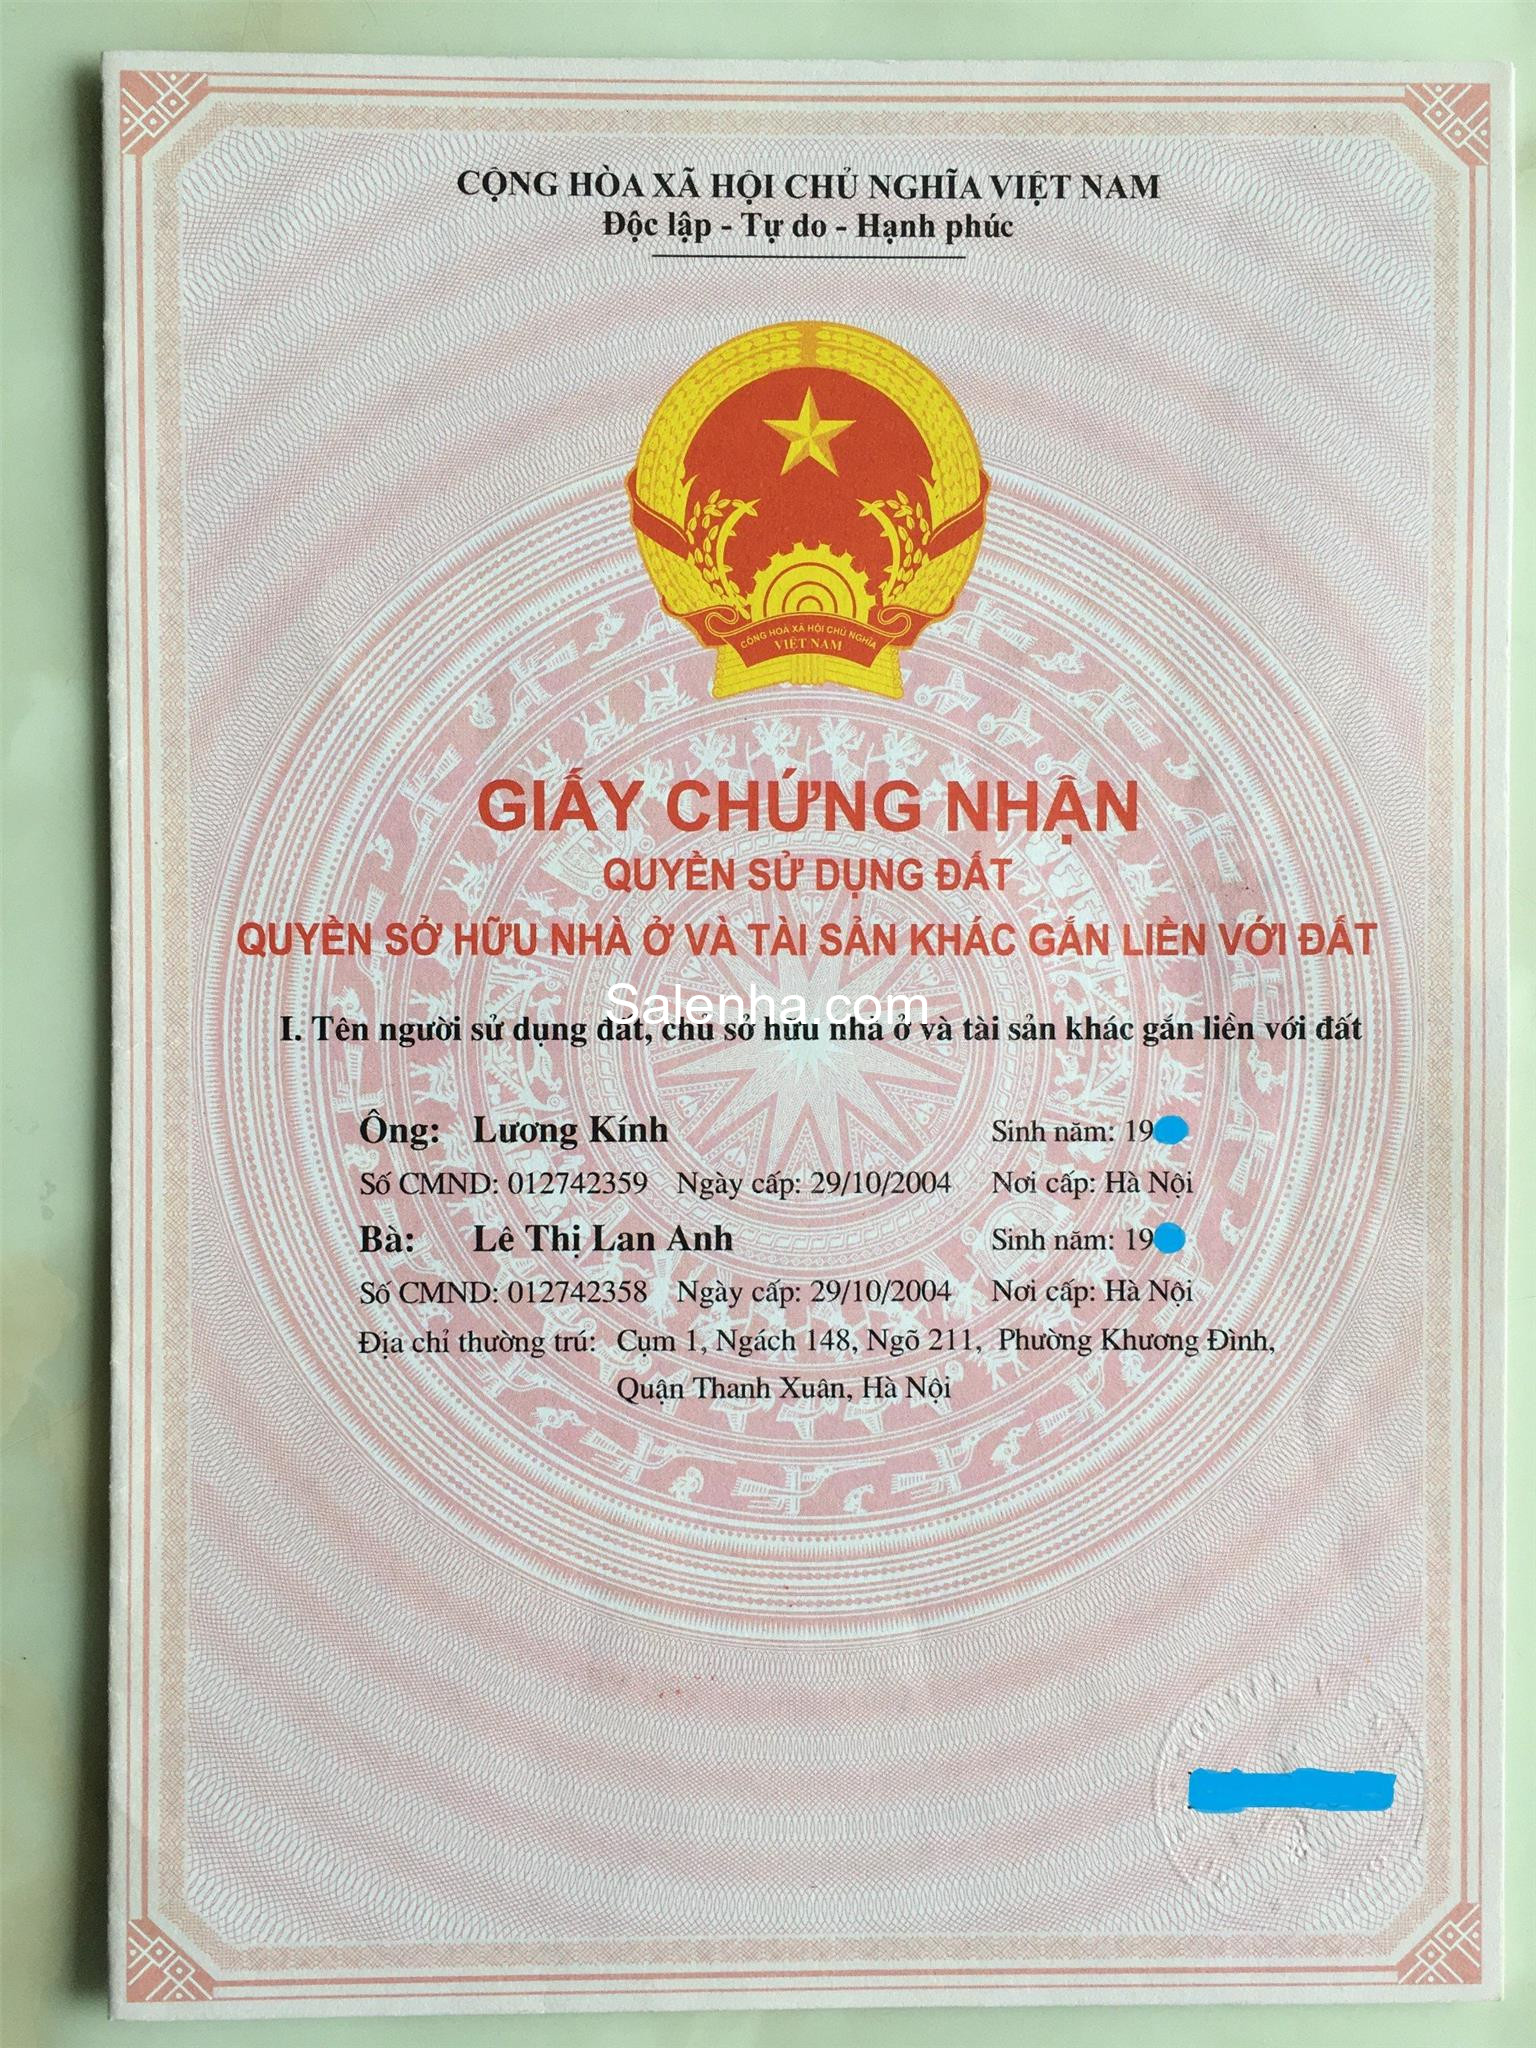 CỘNG HÒA XÃ HỘI CHỦ NGHĨA VIỆT NAM
Độc lập - Tự do - Hạnh phúc
CỘNG HOÀ XÃ HỘI CHỦ NGHĨA
VIỆT NAM
GIẤY CHỨNG NHẬN
QUYỀN SỬ DỤNG ĐẤT
QUYỀN SỞ HỮU NHÀ Ở VÀ TÀI SẢN KHÁC GẮN LIỀN VỚI ĐẤT
Salenha.com
I. Tên người sử dụng đất, chủ sở hữu nhà ở và tài sản khác gắn liền với đất
Ông: Lương Kính Sinh năm: 19
Số CMND: 012742359 Ngày cấp: 29/10/2004 Nơi cấp: Hà Nội
Bà: Lê Thị Lan Anh Sinh năm: 19
Số CMND: 012742358 Ngày cấp: 29/10/2004 Nơi cấp: Hà Nội
Địa chỉ thường trú: Cụm 1, Ngách 148, Ngõ 211, Phường Khương Đình,
Quận Thanh Xuân, Hà Nội